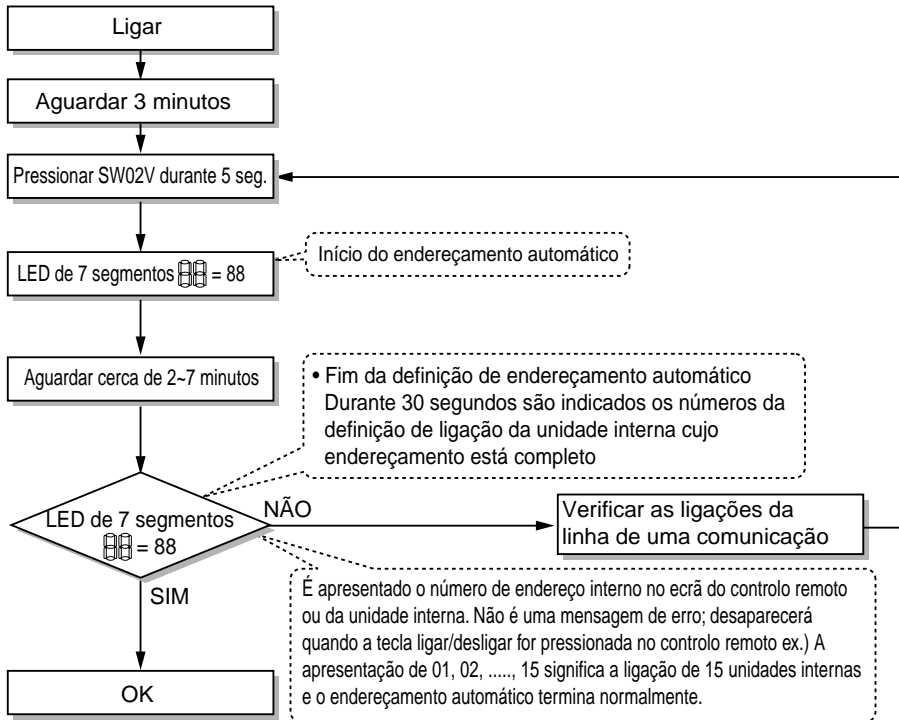 Ligar
Aguardar 3 minutos
Pressionar SW02V durante 5 seg.
LED de 7 segmentos 88 = 88
Início do endereçamento automático
Aguardar cerca de 2~7 minutos
• Fim da definição de endereçamento automático
Durante 30 segundos são indicados os números da
definição de ligação da unidade interna cujo
endereçamento está completo
LED de 7 segmentos
88 = 88
NÃO
Verificar as ligações da
linha de uma comunicação
SIM
É apresentado o número de endereço interno no ecrã do controlo remoto
ou da unidade interna. Não é uma mensagem de erro; desaparecerá
quando a tecla ligar/desligar for pressionada no controlo remoto ex.) A
apresentação de 01, 02, ....., 15 significa a ligação de 15 unidades internas
e o endereçamento automático termina normalmente.
OK